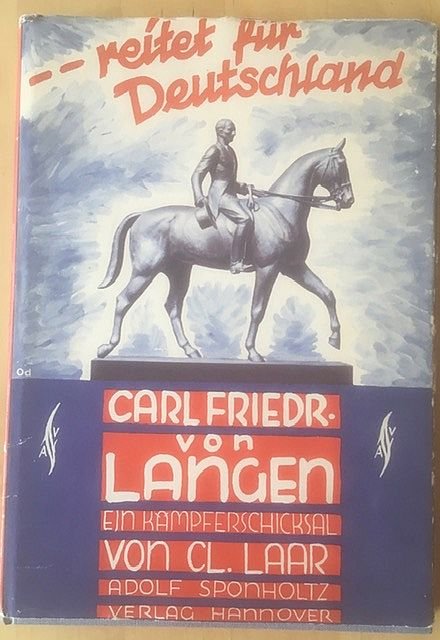 -- reitet für
Deutschland
Od
CARL FRIEDR.
von
LANGEN
EIN KÄMPFERSCHICKSAL
VON CL. LAAR
ADOLF SPONHOLTZ
VERLAG HANNOVER